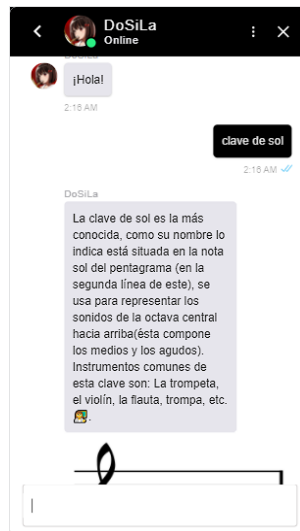 DoSiLa
Online
DoSiLa
¡Hola!
2:16 AM
clave de sol
2:16 AM
DoSiLa
La clave de sol es la más
conocida, como su nombre lo
indica está situada en la nota
sol del pentagrama (en la
segunda línea de este), se
usa para representar los
sonidos de la octava central
hacia arriba(ésta compone
los medios y los agudos).
Instrumentos comunes de
esta clave son: La trompeta,
el violín, la flauta, trompa, etc.
👩‍🏫.